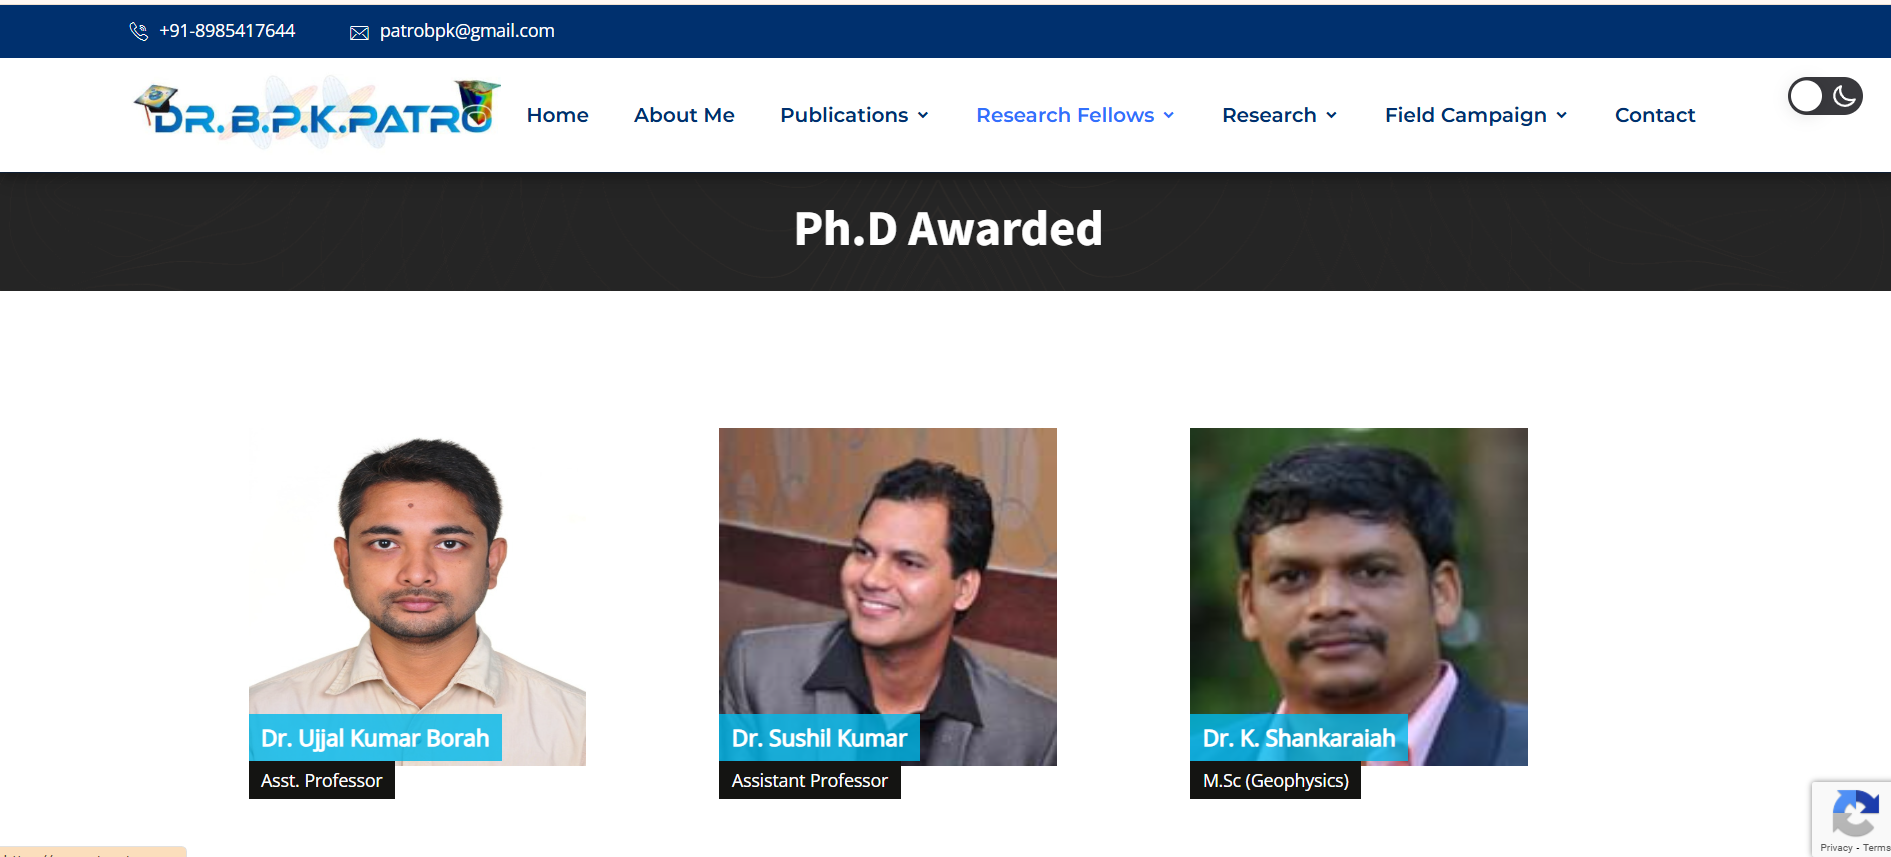 +91-8985417644
patrobpk@gmail.com
DR. B.P.K.PATRO
Home
About Me
Publications
Research Fellows
Research
Field Campaign
Contact
Ph.D Awarded
Dr. Ujjal Kumar Borah
Asst. Professor
Dr. Sushil Kumar
Assistant Professor
Dr. K. Shankaraiah
M.Sc (Geophysics)
Privacy - Terms